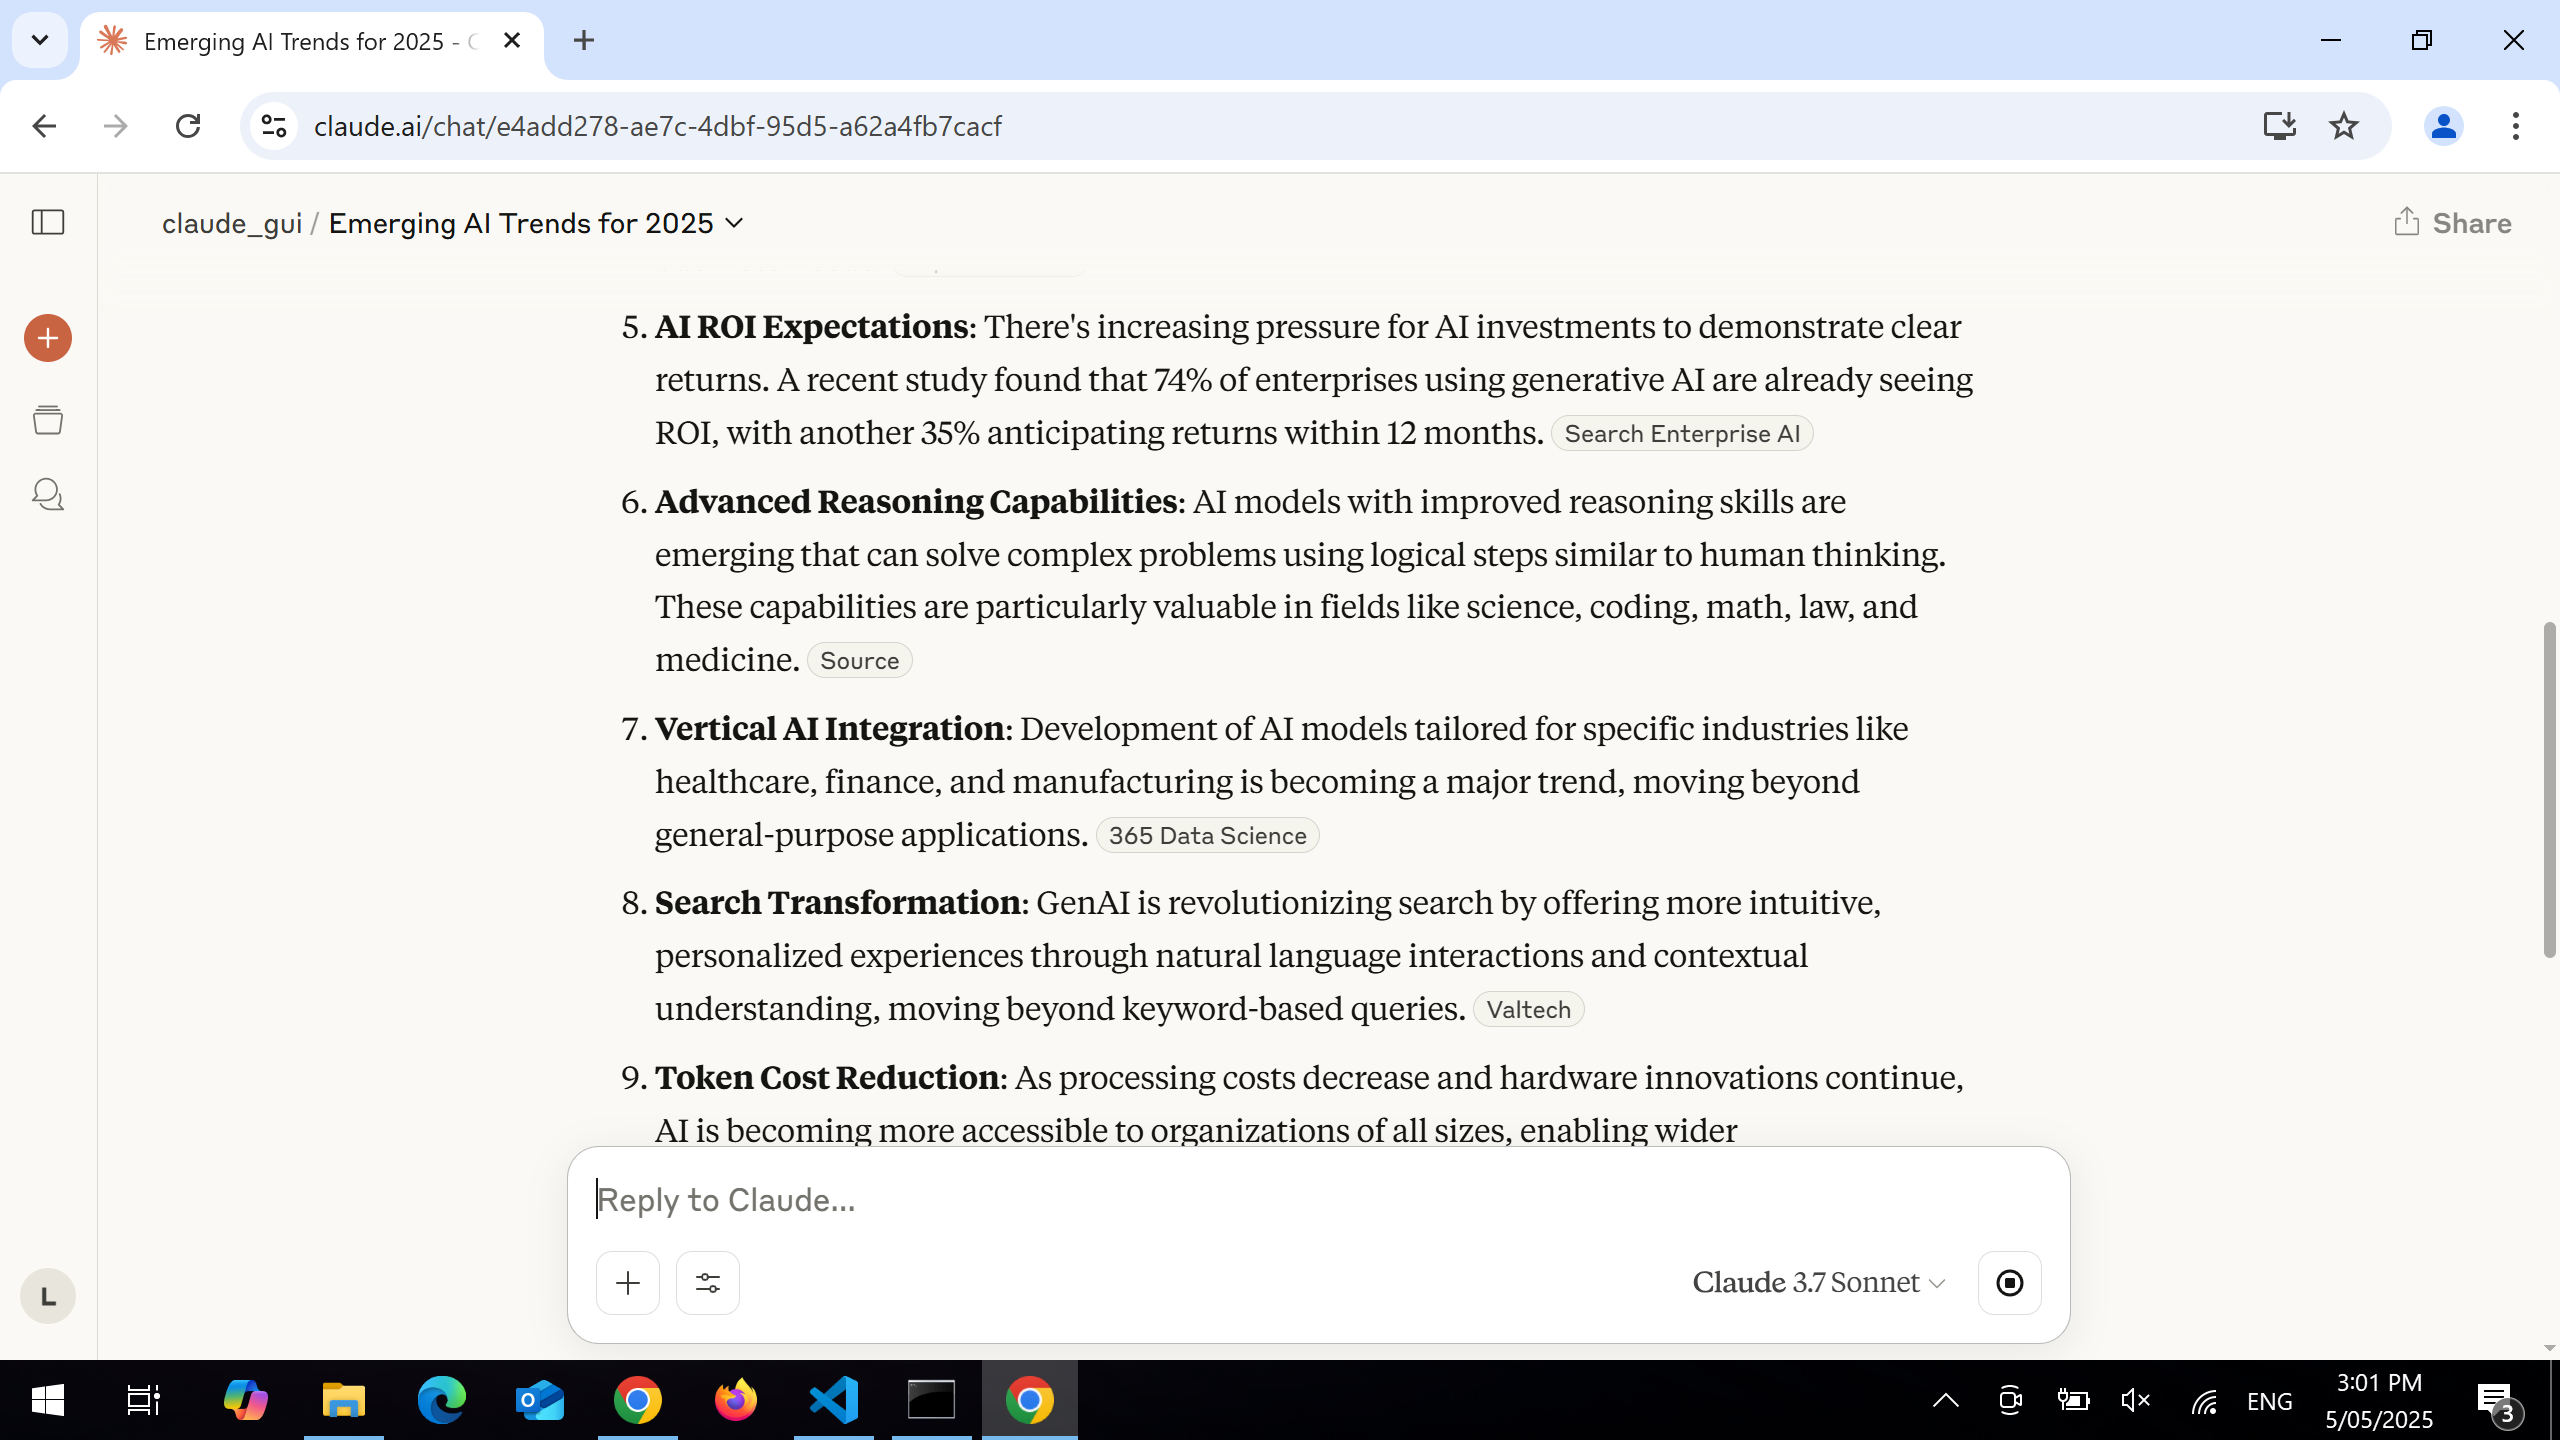 Emerging AI Trends for 2025 -
claude.ai/chat/e4add278-ae7c-4dbf-95d5-a62a4fb7cacf
claude_gui / Emerging AI Trends for 2025
Share
5. AI ROI Expectations: There's increasing pressure for AI investments to demonstrate clear
returns. A recent study found that 74% of enterprises using generative AI are already seeing
ROI, with another 35% anticipating returns within 12 months. Search Enterprise AI
6. Advanced Reasoning Capabilities: AI models with improved reasoning skills are
emerging that can solve complex problems using logical steps similar to human thinking.
These capabilities are particularly valuable in fields like science, coding, math, law, and
medicine. Source
7. Vertical AI Integration: Development of AI models tailored for specific industries like
healthcare, finance, and manufacturing is becoming a major trend, moving beyond
general-purpose applications. 365 Data Science
8. Search Transformation: GenAI is revolutionizing search by offering more intuitive,
personalized experiences through natural language interactions and contextual
understanding, moving beyond keyword-based queries. Valtech
9. Token Cost Reduction: As processing costs decrease and hardware innovations continue,
AI is becoming more accessible to organizations of all sizes, enabling wider
Reply to Claude...
Claude 3.7 Sonnet
L
ENG
3:01 PM
5/05/2025
3